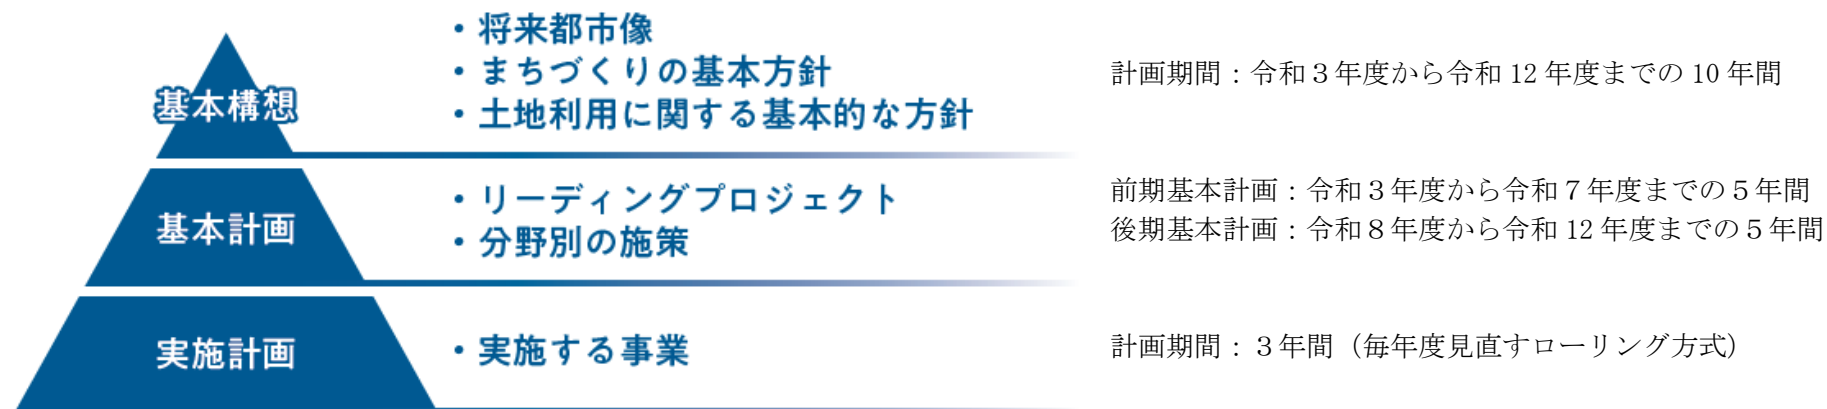 基本構想
・将来都市像
・まちづくりの基本方針
・土地利用に関する基本的な方針
計画期間：令和３年度から令和 12 年度までの 10 年間
基本計画
・リーディングプロジェクト
・分野別の施策
前期基本計画：令和３年度から令和７年度までの５年間
後期基本計画：令和８年度から令和 12 年度までの５年間
実施計画
・実施する事業
計画期間：３年間（毎年度見直すローリング方式）